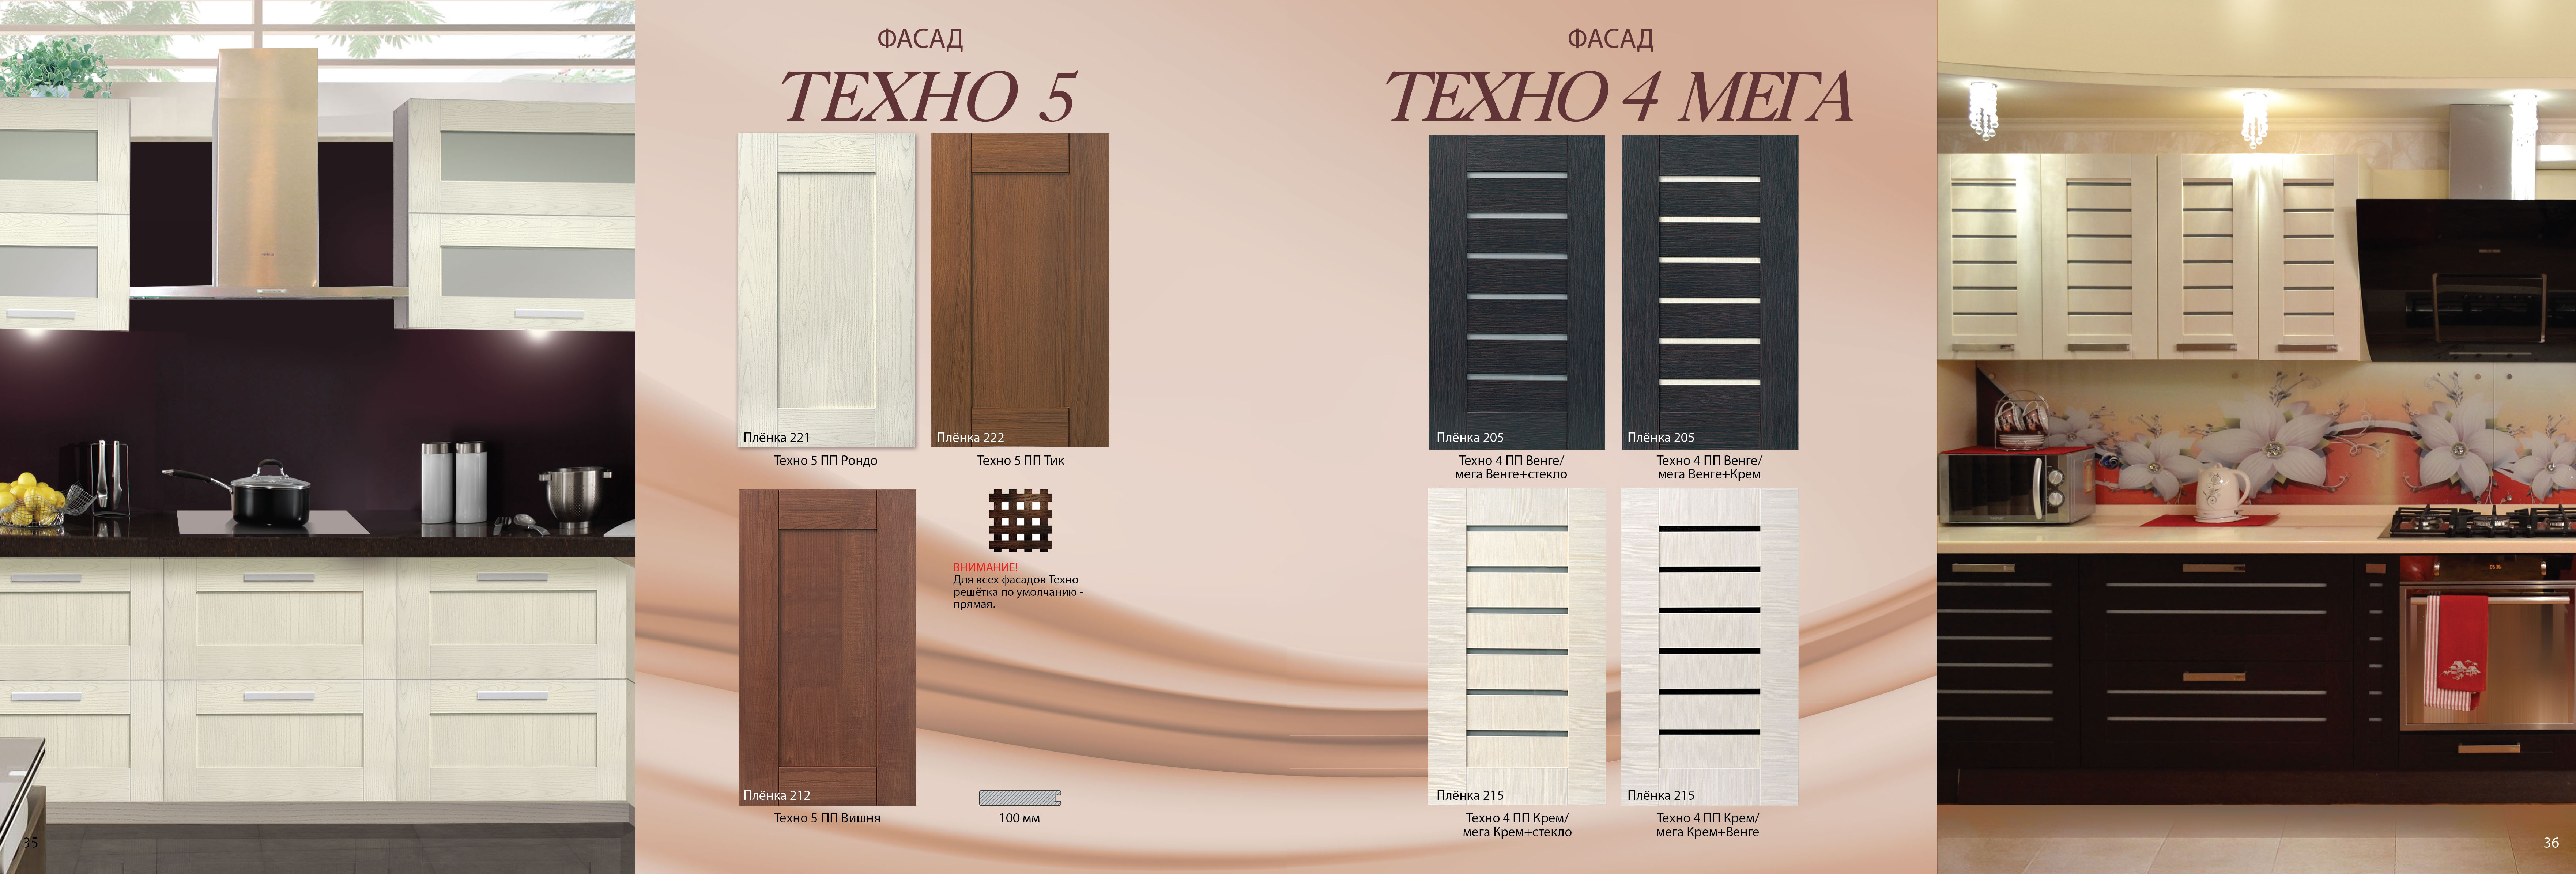 ФАСАД
ТЕХНО 5
Плёнка 221
Техно 5 ПП Рондо
Плёнка 222
Техно 5 ПП Тик
Плёнка 212
Техно 5 ПП Вишня
ВНИМАНИЕ!
Для всех фасадов Техно
решётка по умолчанию -
прямая.
100 мм
35
ФАСАД
ТЕХНО 4 МЕГА
Плёнка 205
Техно 4 ПП Венге/
мега Венге+стекло
Плёнка 205
Техно 4 ПП Венге/
мега Венге+Крем
Плёнка 215
Техно 4 ПП Крем/
мега Крем+стекло
Плёнка 215
Техно 4 ПП Крем/
мега Крем+Венге
36